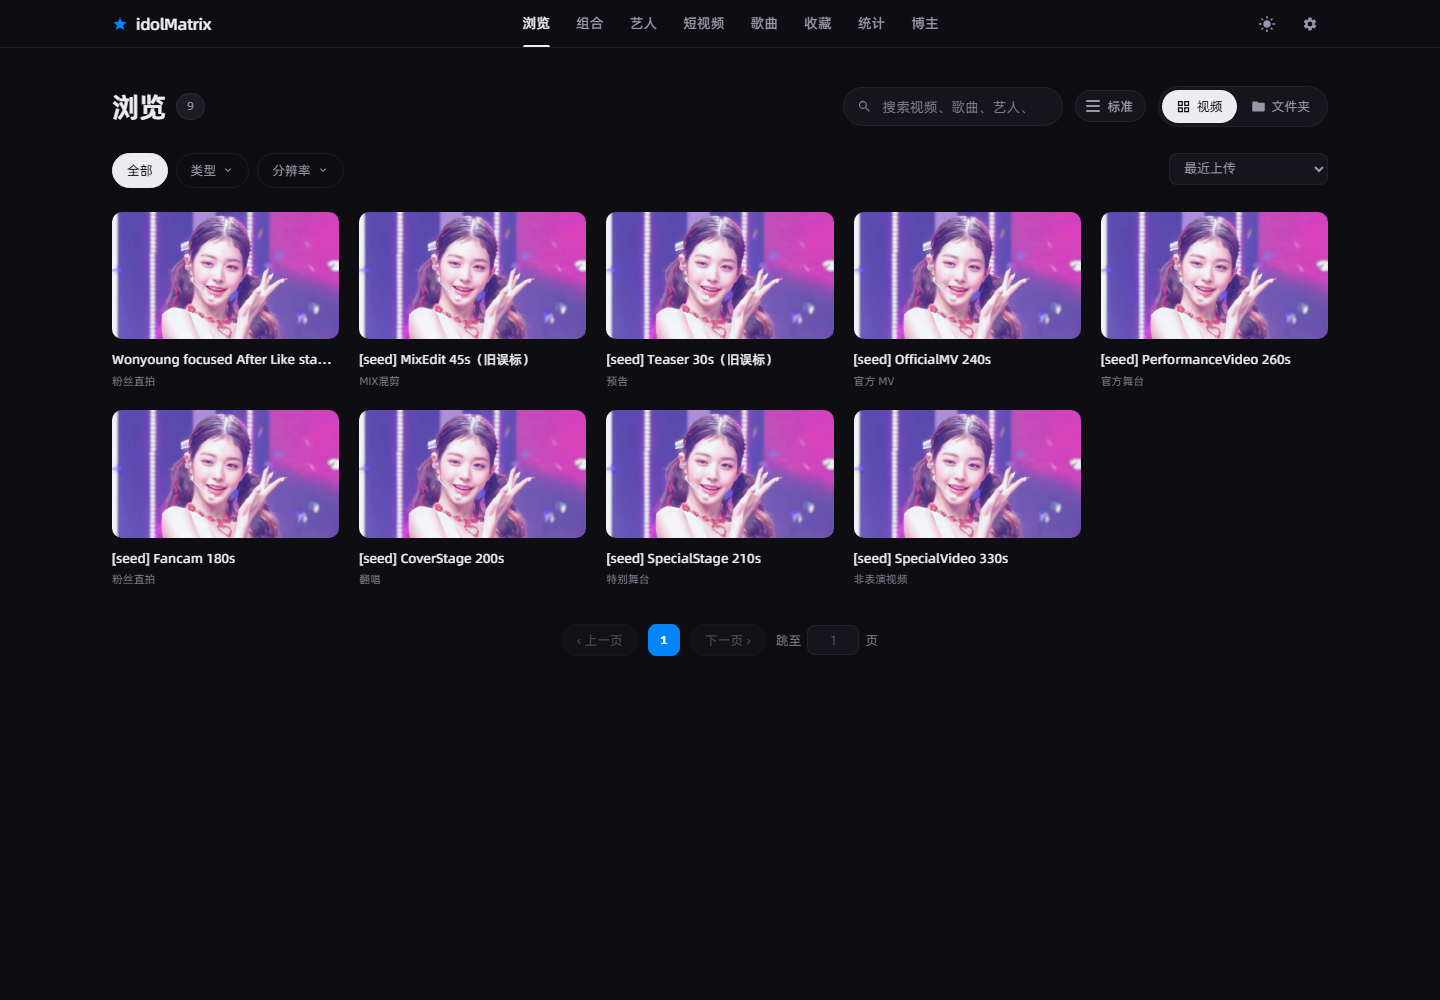 idolMatrix
浏览 组合 艺人 短视频 歌曲 收藏 统计 博主
浏览 9
搜索视频、歌曲、艺人、
标准
视频 文件夹
全部 类型 分辨率
最近上传
Wonyoung focused After Like sta...
粉丝直拍
[seed] MixEdit 45s（旧误标）
MIX混剪
[seed] Teaser 30s（旧误标）
预告
[seed] OfficialMV 240s
官方 MV
[seed] PerformanceVideo 260s
官方舞台
[seed] Fancam 180s
粉丝直拍
[seed] CoverStage 200s
翻唱
[seed] SpecialStage 210s
特别舞台
[seed] SpecialVideo 330s
非表演视频
‹ 上一页 1 下一页 › 跳至 1 页